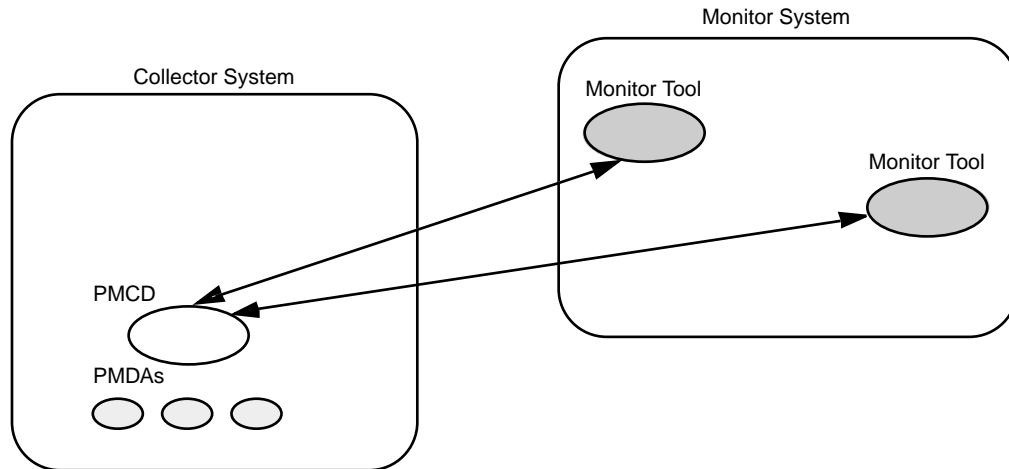 Monitor System
Collector System
Monitor Tool
Monitor Tool
PMCD
PMDAs